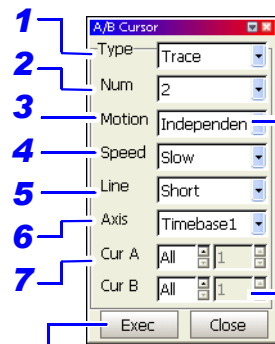 A/B Cursor
1 Type Trace
2 Num 2
3 Motion Independen
4 Speed Slow
5 Line Short
6 Axis Timebase1
7 Cur A All 1
Cur B All 1
Exec Close